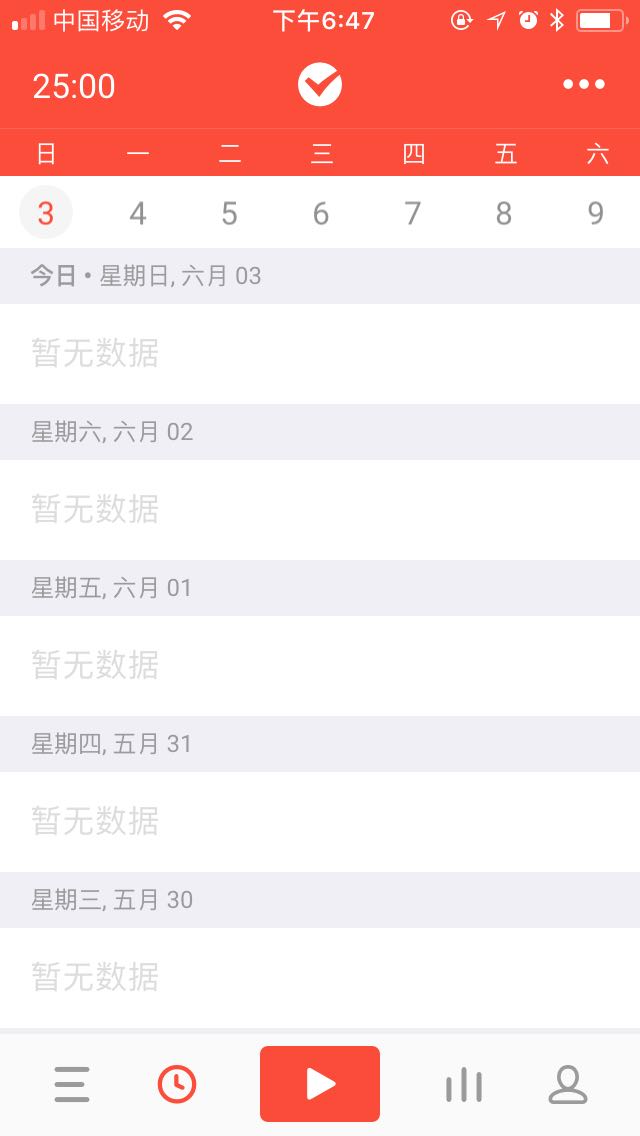 中国移动 下午6:47
25:00
日 一 二 三 四 五 六
3 4 5 6 7 8 9
今日 • 星期日, 六月 03
暂无数据
星期六, 六月 02
暂无数据
星期五, 六月 01
暂无数据
星期四, 五月 31
暂无数据
星期三, 五月 30
暂无数据